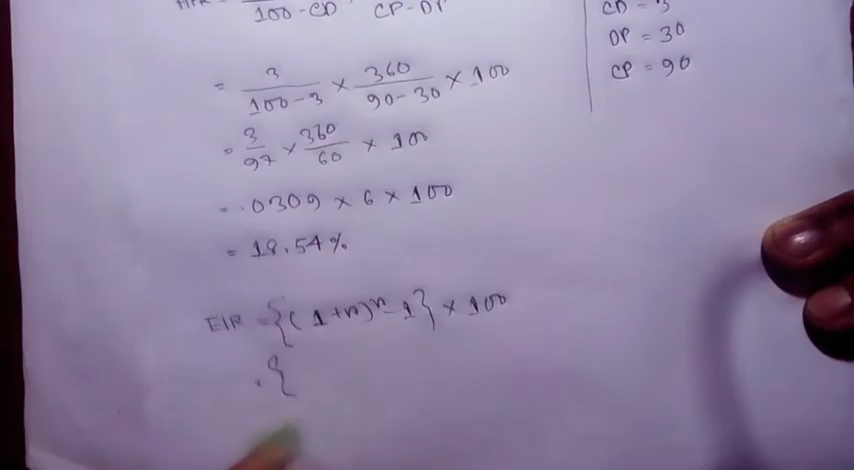 100-CD CP-DP
= 3/(100-3) × 360/(90-30) × 100
= 3/97 × 360/60 × 100
= .0309 × 6 × 100
= 18.54%
EIR = {(1+r)ⁿ-1} × 100
= {
CD = 3
DP = 30
CP = 90